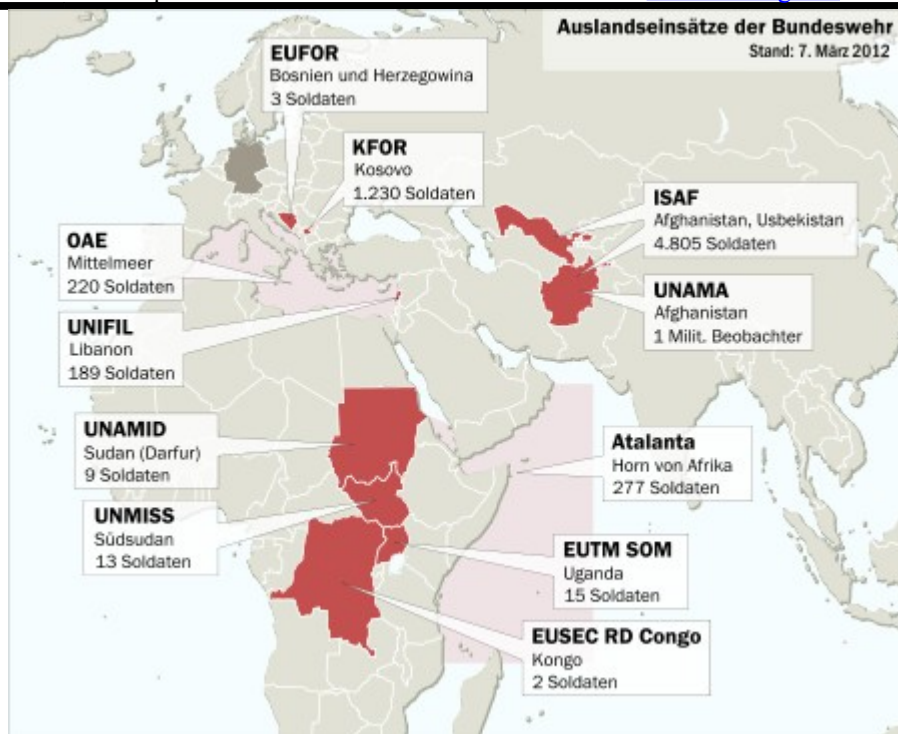 Auslandseinsätze der Bundeswehr
Stand: 7. März 2012
EUFOR
Bosnien und Herzegowina
3 Soldaten
KFOR
Kosovo
1.230 Soldaten
ISAF
Afghanistan, Usbekistan
4.805 Soldaten
OAE
Mittelmeer
220 Soldaten
UNAMA
Afghanistan
1 Milit. Beobachter
UNIFIL
Libanon
189 Soldaten
UNAMID
Sudan (Darfur)
9 Soldaten
Atalanta
Horn von Afrika
277 Soldaten
UNMISS
Südsudan
13 Soldaten
EUTM SOM
Uganda
15 Soldaten
EUSEC RD Congo
Kongo
2 Soldaten